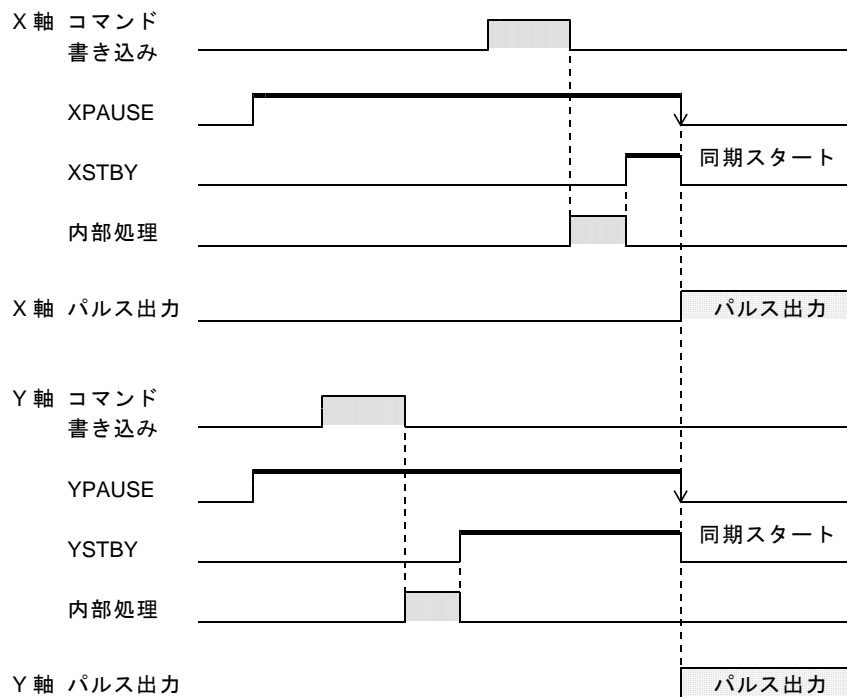 X 軸 コマンド
書き込み
XPAUSE
XSTBY
同期スタート
内部処理
X 軸 パルス出力
パルス出力
Y 軸 コマンド
書き込み
YPAUSE
YSTBY
同期スタート
内部処理
Y 軸 パルス出力
パルス出力